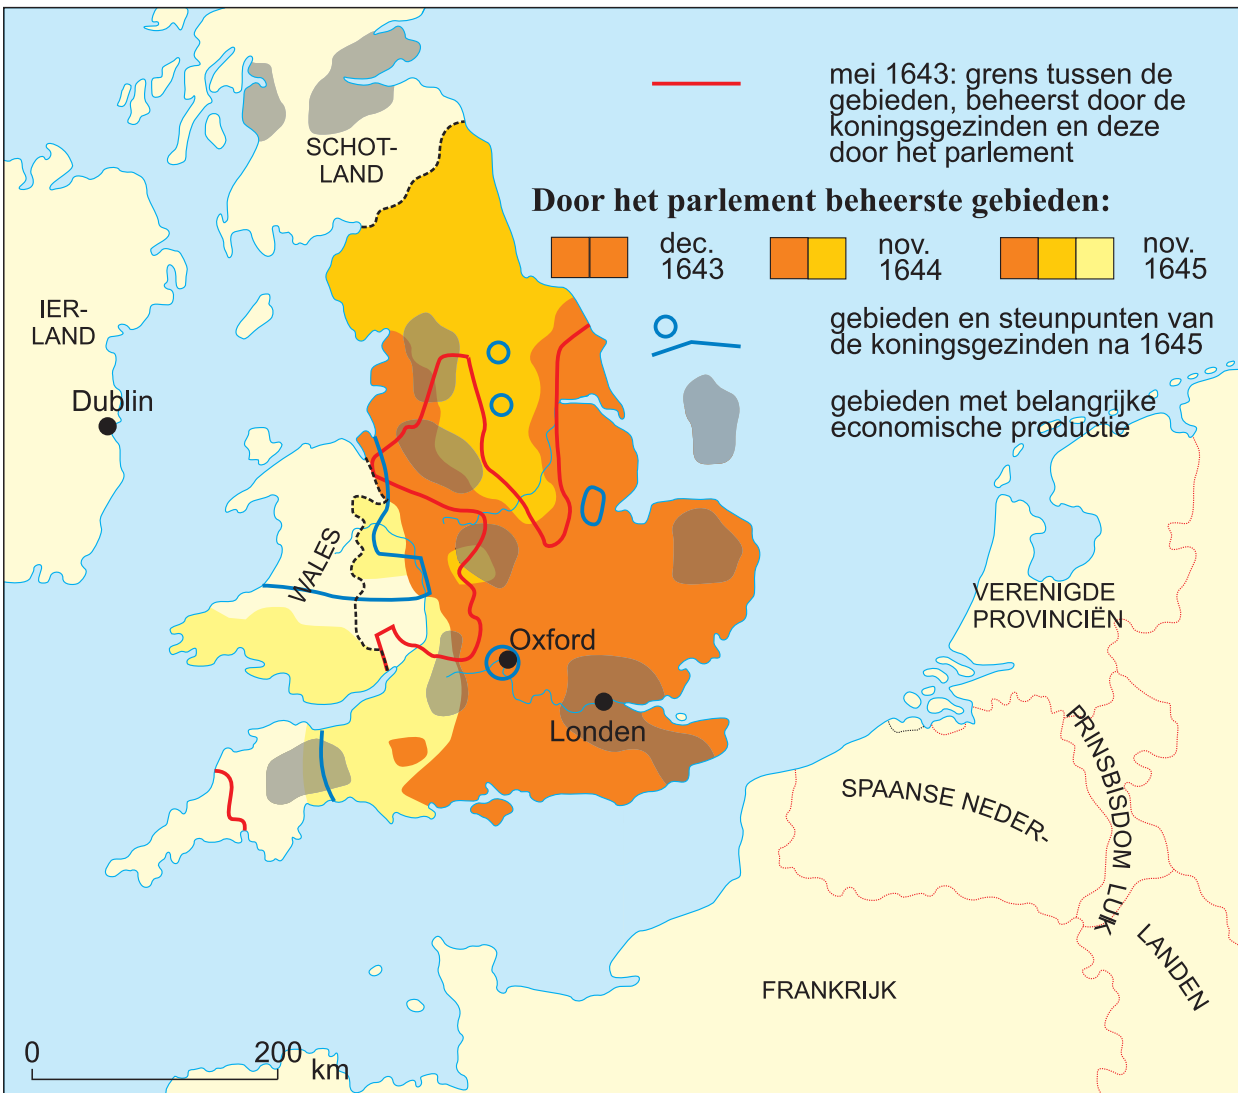 mei 1643: grens tussen de
gebieden, beheerst door de
koningsgezinden en deze
door het parlement
Door het parlement beheerste gebieden:
dec.
1643
nov.
1644
nov.
1645
gebieden en steunpunten van
de koningsgezinden na 1645
gebieden met belangrijke
economische productie
SCHOT-
LAND
IER-
LAND
Dublin
WALES
Oxford
Londen
VERENIGDE
PROVINCIËN
PRINSBISDOM LUIK
SPAANSE NEDER-
LANDEN
FRANKRIJK
0 200 km